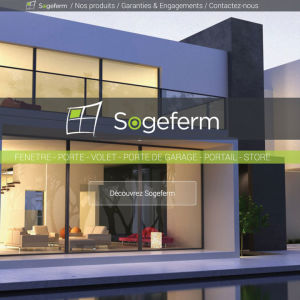 Sogeferm / Nos produits / Garanties & Engagements / Contactez-nous
Sogeferm
FENETRE - PORTE - VOLET - PORTE DE GARAGE - PORTAIL - STORE
Découvrez Sogeferm